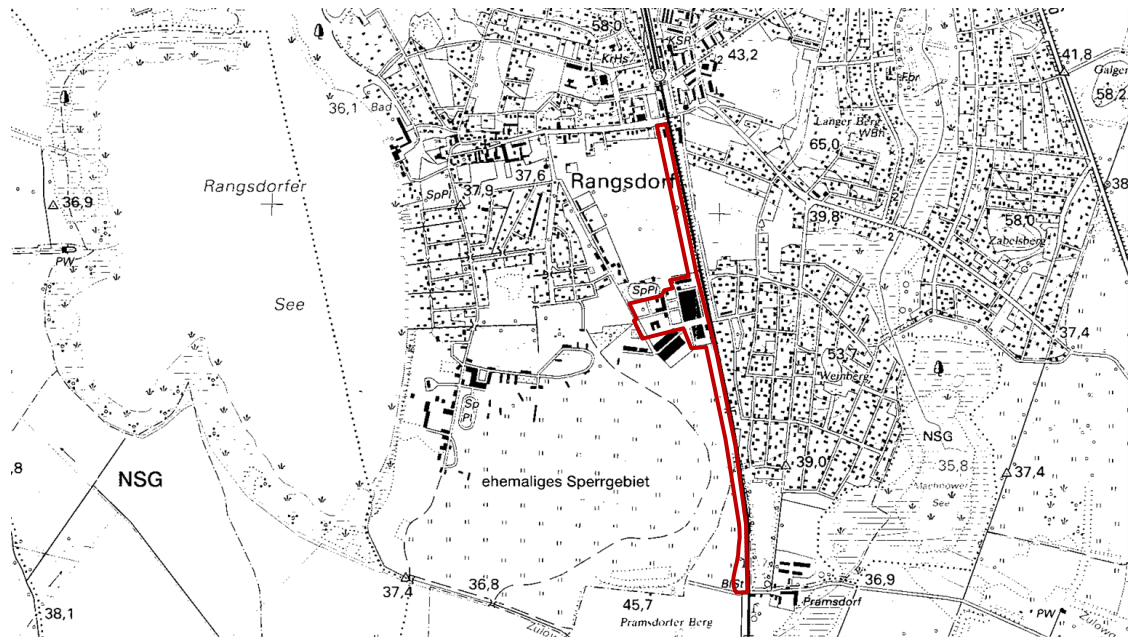 58,0
KrHs
43,2
41,8
58,2
Fbr
36,1
Bad
Langer Berg
WBh
65,0
37,6
Rangsdorf
Rangsdorfer
SpPl
37,9
36,9
38
39,8
58,0
Zabelsberg
PW
See
SpPl
37,4
53,7
Weinberg
Sp
Pl
NSG
39,0
35,8
37,4
See
,8
NSG
ehemaliges Sperrgebiet
37,4
36,8
BlSt
36,9
38,1
45,7
Pramsdorf
PW
Pramsdorfer Berg